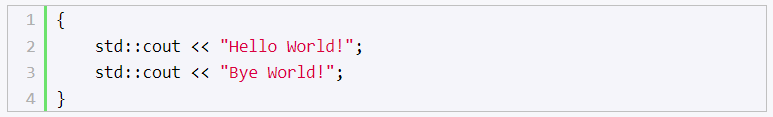 1 {
2     std::cout << "Hello World!";
3     std::cout << "Bye World!";
4 }